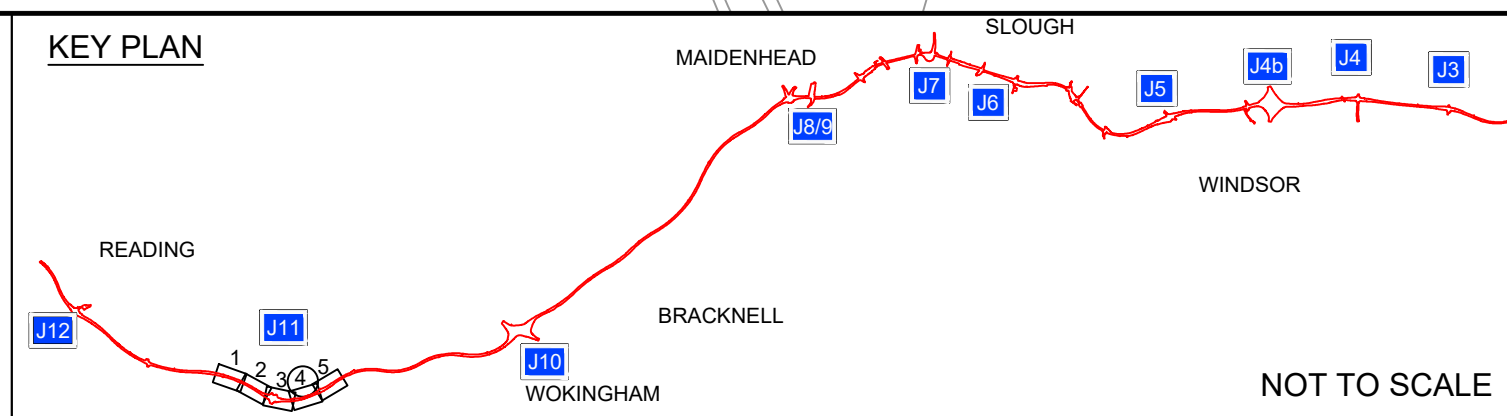 KEY PLAN
SLOUGH
MAIDENHEAD
J7
J6
J8/9
J5
J4b
J4
J3
WINDSOR
READING
J12
J11
1
2
3
4
5
BRACKNELL
J10
WOKINGHAM
NOT TO SCALE